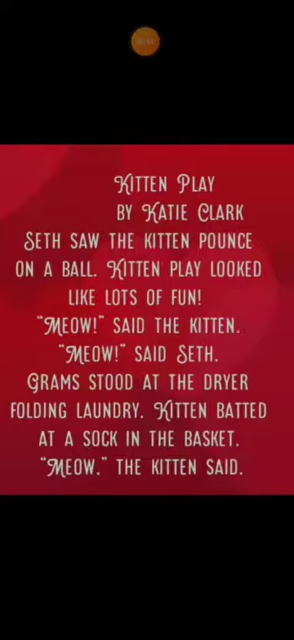 Kitten Play
by Katie Clark
Seth saw the kitten pounce
on a ball. Kitten play looked
like lots of fun!
"Meow!" said the kitten.
"Meow!" said Seth.
Grams stood at the dryer
folding laundry. Kitten batted
at a sock in the basket.
"Meow." the kitten said.